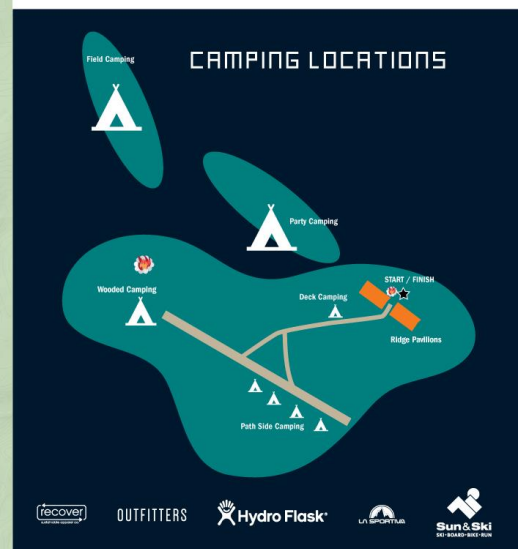 CAMPING LOCATIONS
Field Camping
Party Camping
Wooded Camping
Deck Camping
START / FINISH
Ridge Pavilions
Path Side Camping
recover
OUTFITTERS
Hydro Flask
LA SPORTIVA
Sun & Ski
SKI•BOARD•BIKE•RUN